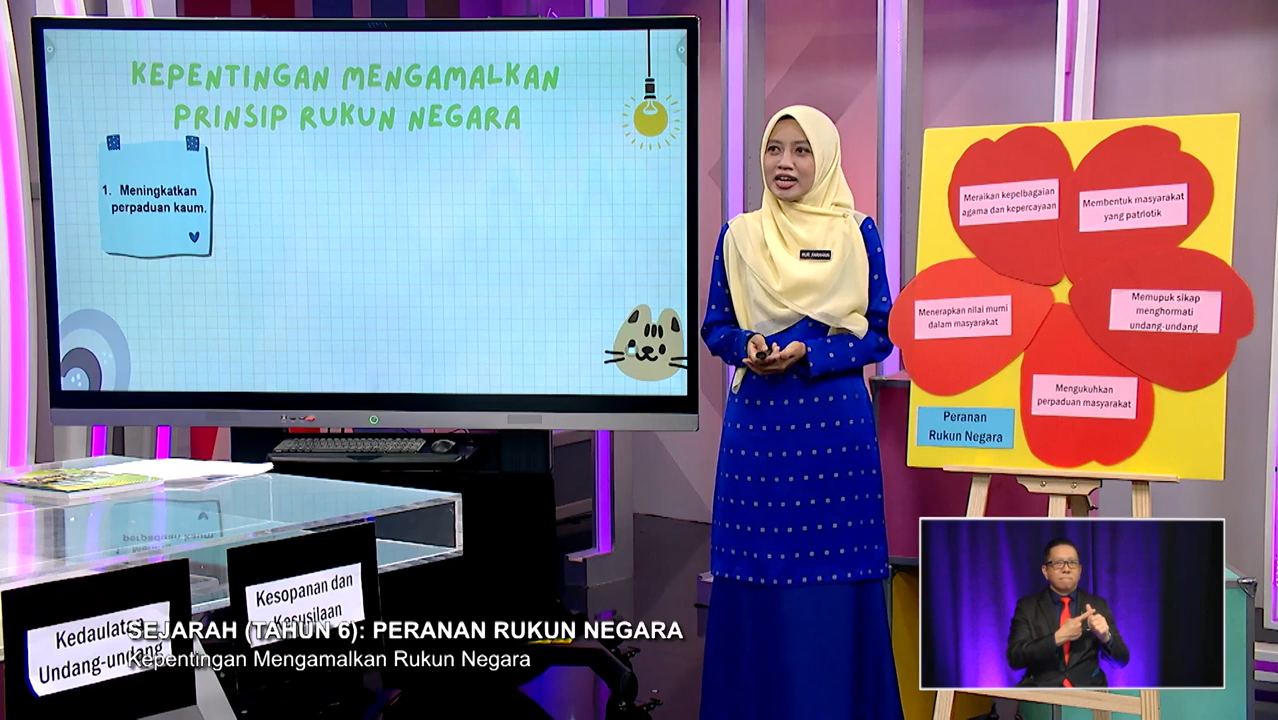 KEPENTINGAN MENGAMALKAN
PRINSIP RUKUN NEGARA
1. Meningkatkan
perpaduan kaum.
NUR
Meraikan kepelbagaian
agama dan kepercayaan
Membentuk masyarakat
yang patriotik
Menerapkan nilai murni
dalam masyarakat
Memupuk sikap
menghormati
undang-undang
Mengukuhkan
perpaduan masyarakat
Peranan
Rukun Negara
Kedaulatan
Undang-undang
Kesopanan dan
Kesusilaan
SEJARAH (TAHUN 6): PERANAN RUKUN NEGARA
Kepentingan Mengamalkan Rukun Negara